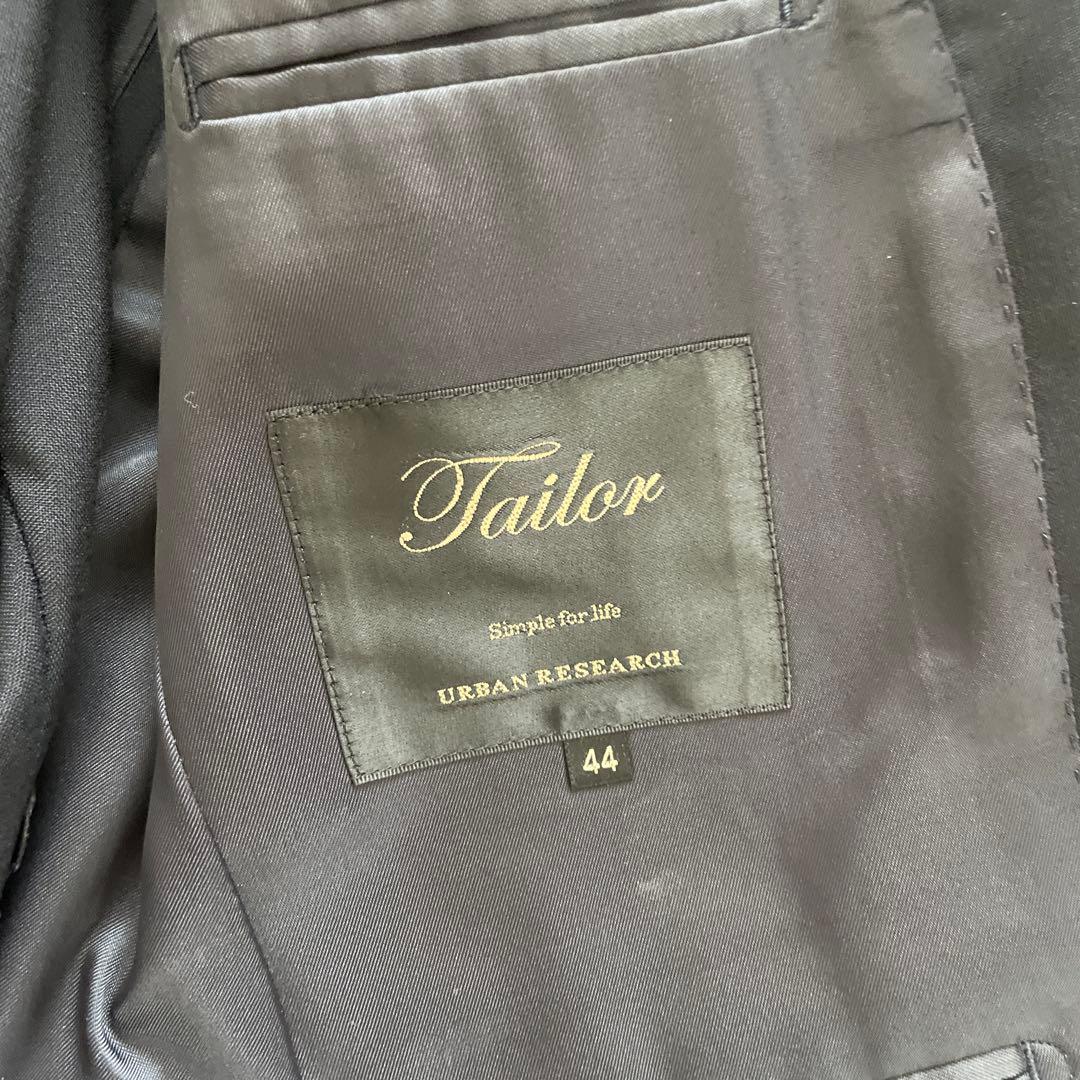 Tailor
Simple for life
URBAN RESEARCH
44